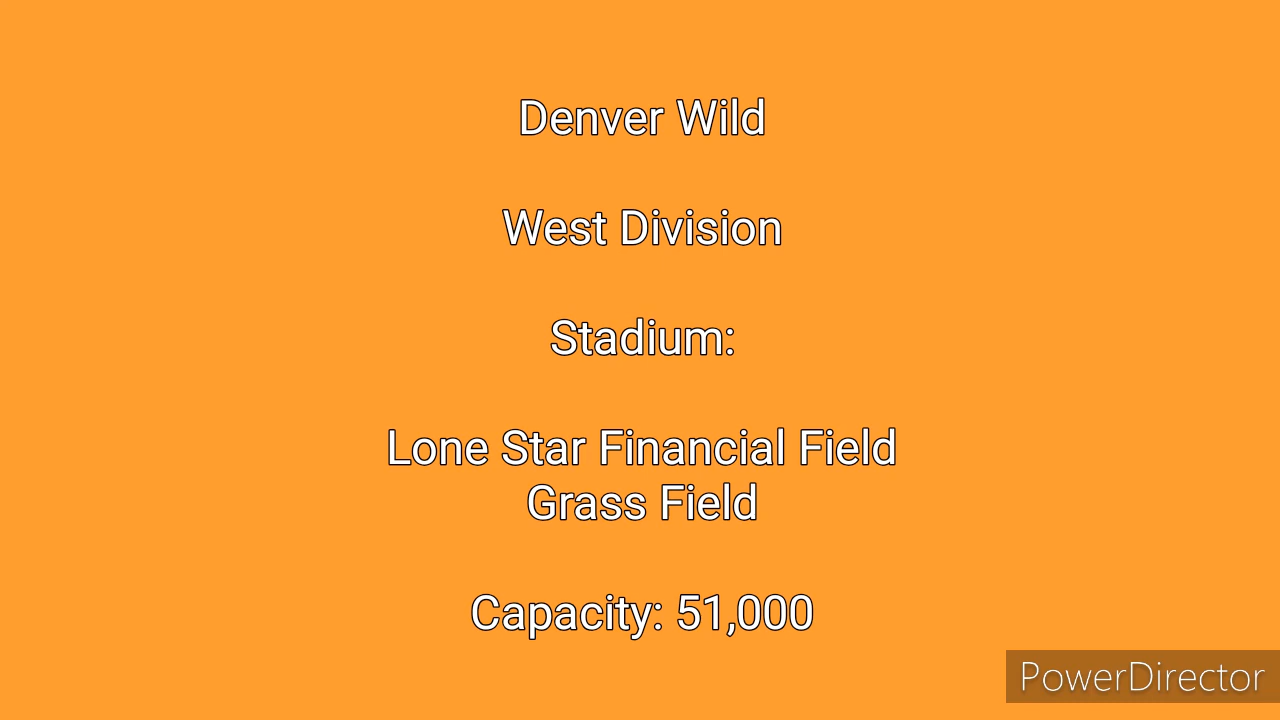 Denver Wild
West Division
Stadium:
Lone Star Financial Field
Grass Field
Capacity: 51,000
PowerDirector